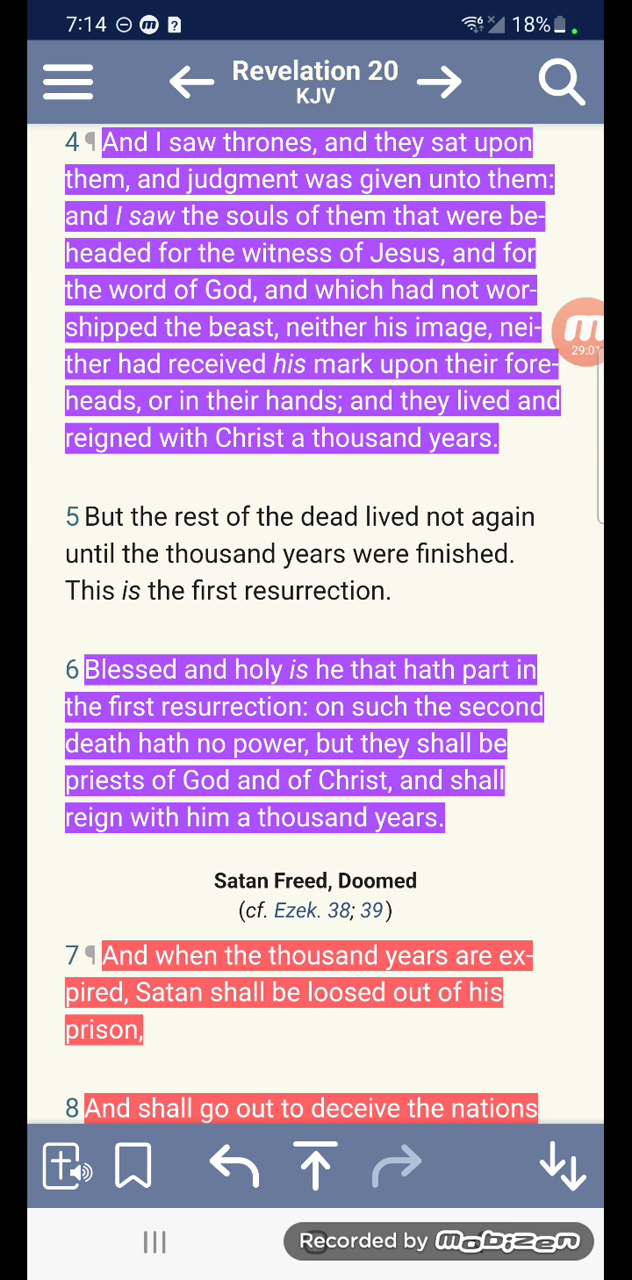 7:14 18%
Revelation 20
KJV
4 ¶ And I saw thrones, and they sat upon
them, and judgment was given unto them:
and I saw the souls of them that were be-
headed for the witness of Jesus, and for
the word of God, and which had not wor-
shipped the beast, neither his image, nei-
m
29:01
ther had received his mark upon their fore-
heads, or in their hands; and they lived and
reigned with Christ a thousand years.
5 But the rest of the dead lived not again
until the thousand years were finished.
This is the first resurrection.
6 Blessed and holy is he that hath part in
the first resurrection: on such the second
death hath no power, but they shall be
priests of God and of Christ, and shall
reign with him a thousand years.
Satan Freed, Doomed
(cf. Ezek. 38; 39)
7 ¶ And when the thousand years are ex-
pired, Satan shall be loosed out of his
prison,
8 And shall go out to deceive the nations
Recorded by mobizen